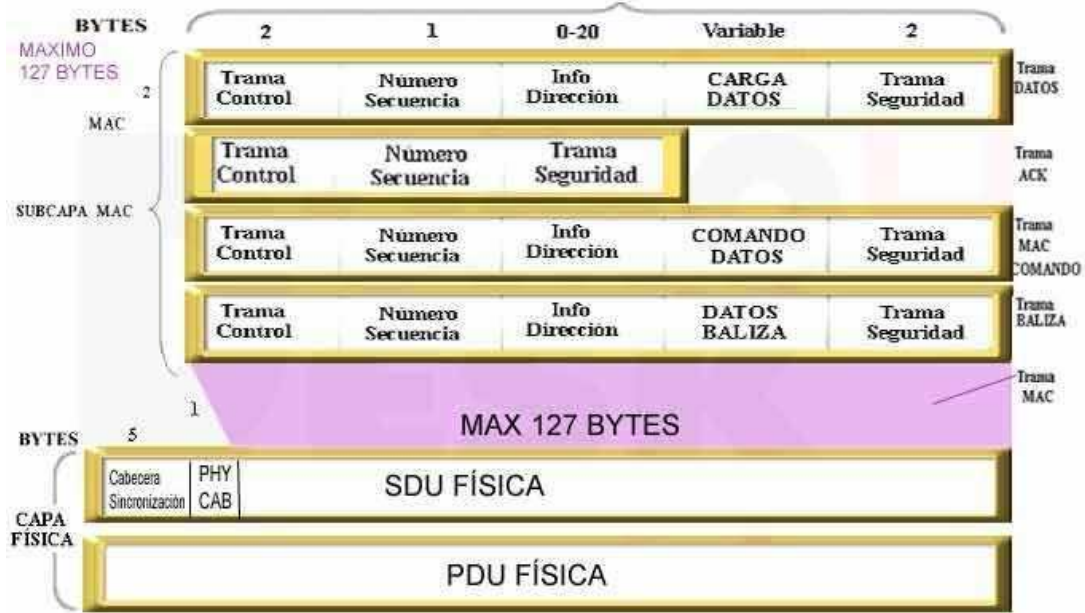 BYTES 2 1 0-20 Variable 2
MAXIMO
127 BYTES
2
MAC
SUBCAPA MAC
Trama Control Número Secuencia Info Dirección CARGA DATOS Trama Seguridad
Trama DATOS
Trama Control Número Secuencia Trama Seguridad
Trama ACK
Trama Control Número Secuencia Info Dirección COMANDO DATOS Trama Seguridad
Trama MAC COMANDO
Trama Control Número Secuencia Info Dirección DATOS BALIZA Trama Seguridad
Trama BALIZA
Trama MAC
MAX 127 BYTES
BYTES 5 1
Cabecera Sincronización PHY CAB SDU FÍSICA
CAPA FÍSICA
PDU FÍSICA